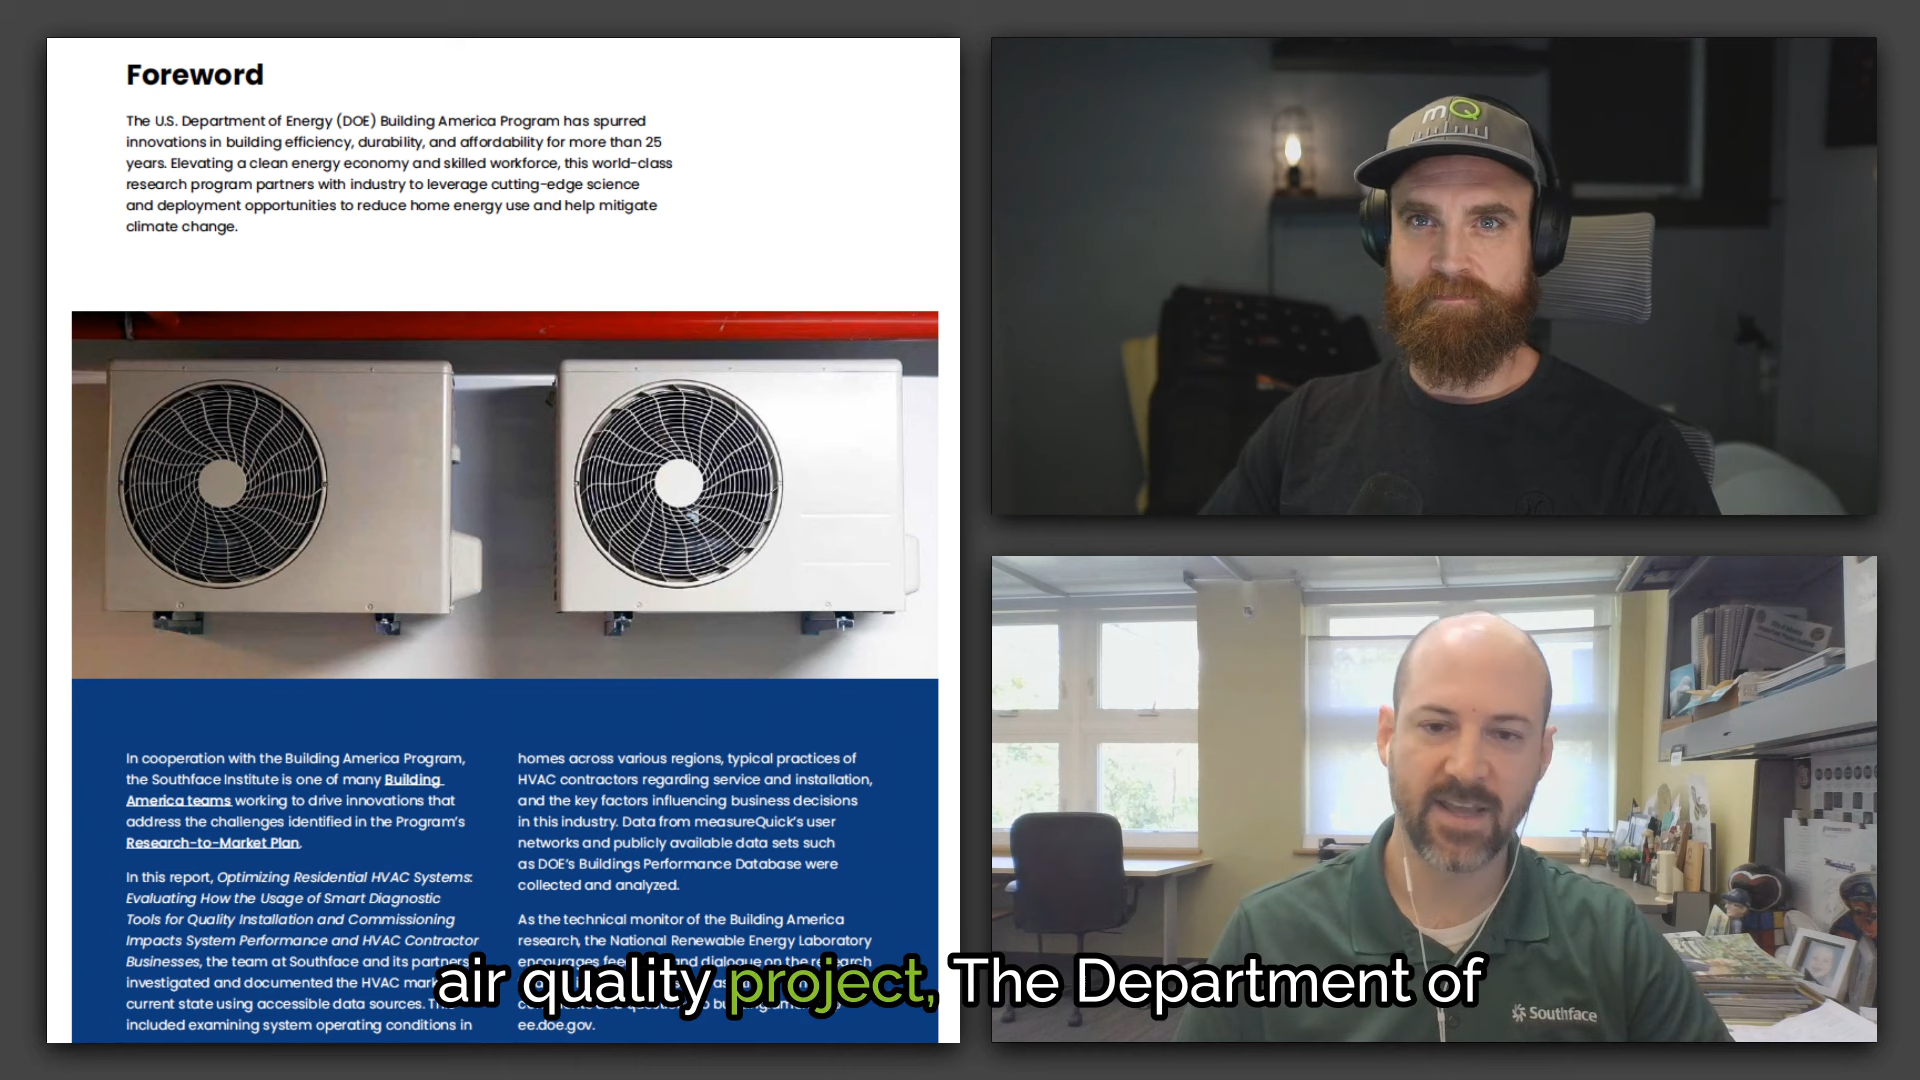 Foreword
The U.S. Department of Energy (DOE) Building America Program has spurred
innovations in building efficiency, durability, and affordability for more than 25
years. Elevating a clean energy economy and skilled workforce, this world-class
research program partners with industry to leverage cutting-edge science
and deployment opportunities to reduce home energy use and help mitigate
climate change.
In cooperation with the Building America Program,
the Southface Institute is one of many Building
America teams working to drive innovations that
address the challenges identified in the Program's
Research-to-Market Plan.
In this report, Optimizing Residential HVAC Systems:
Evaluating How the Usage of Smart Diagnostic
Tools for Quality Installation and Commissioning
Impacts System Performance and HVAC Contractor
Businesses, the team at Southface and its partners
investigated and documented the HVAC
current state using accessible data sources.
included examining system operating conditions in
homes across various regions, typical practices of
HVAC contractors regarding service and installation,
and the key factors influencing business decisions
in this industry. Data from measureQuick's user
networks and publicly available data sets such
as DOE's Buildings Performance Database were
collected and analyzed.
As the technical monitor of the Building America
research, the National Renewable Energy Laboratory
encourages and dialogue on the research
ee.doe.gov.
mQ
Southface
air quality project, The Department of